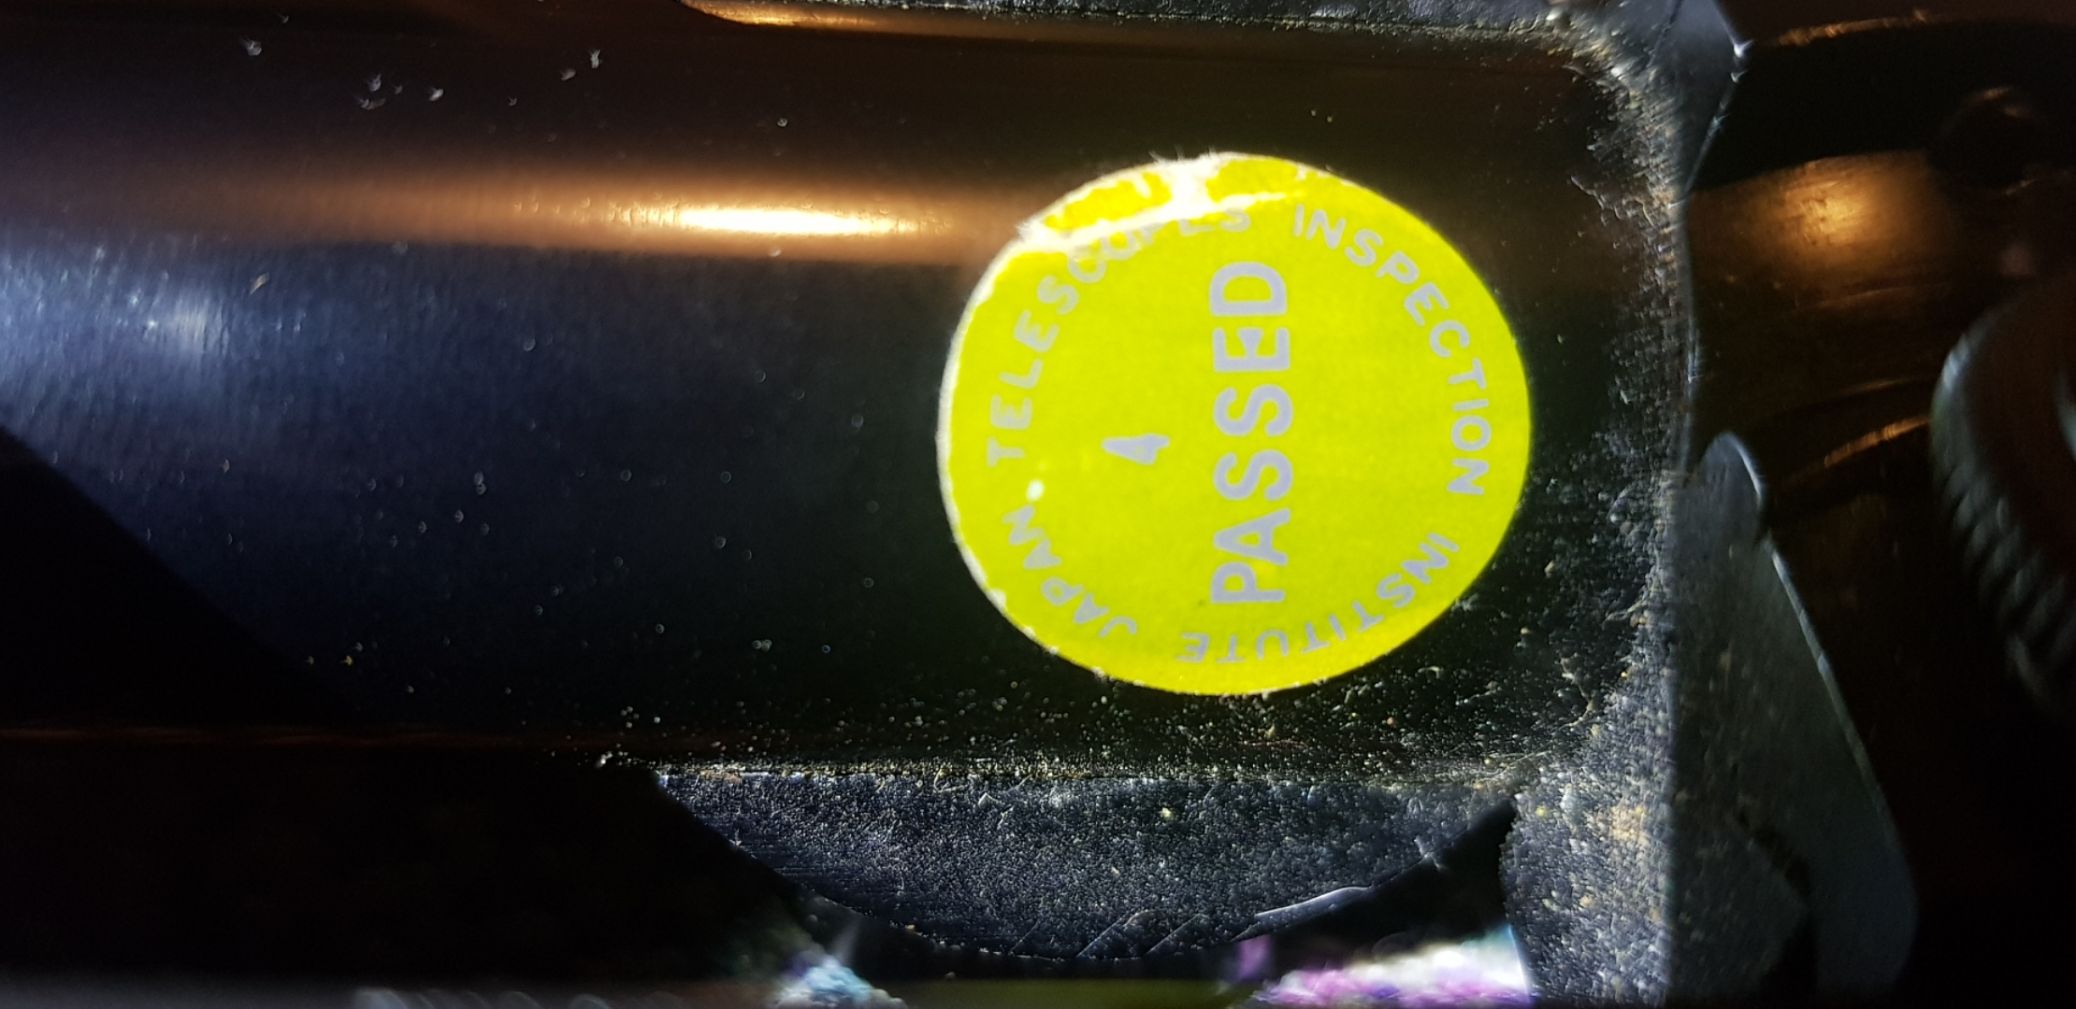 JAPAN TELESCOPES INSPECTION INSTITUTE
4
PASSED